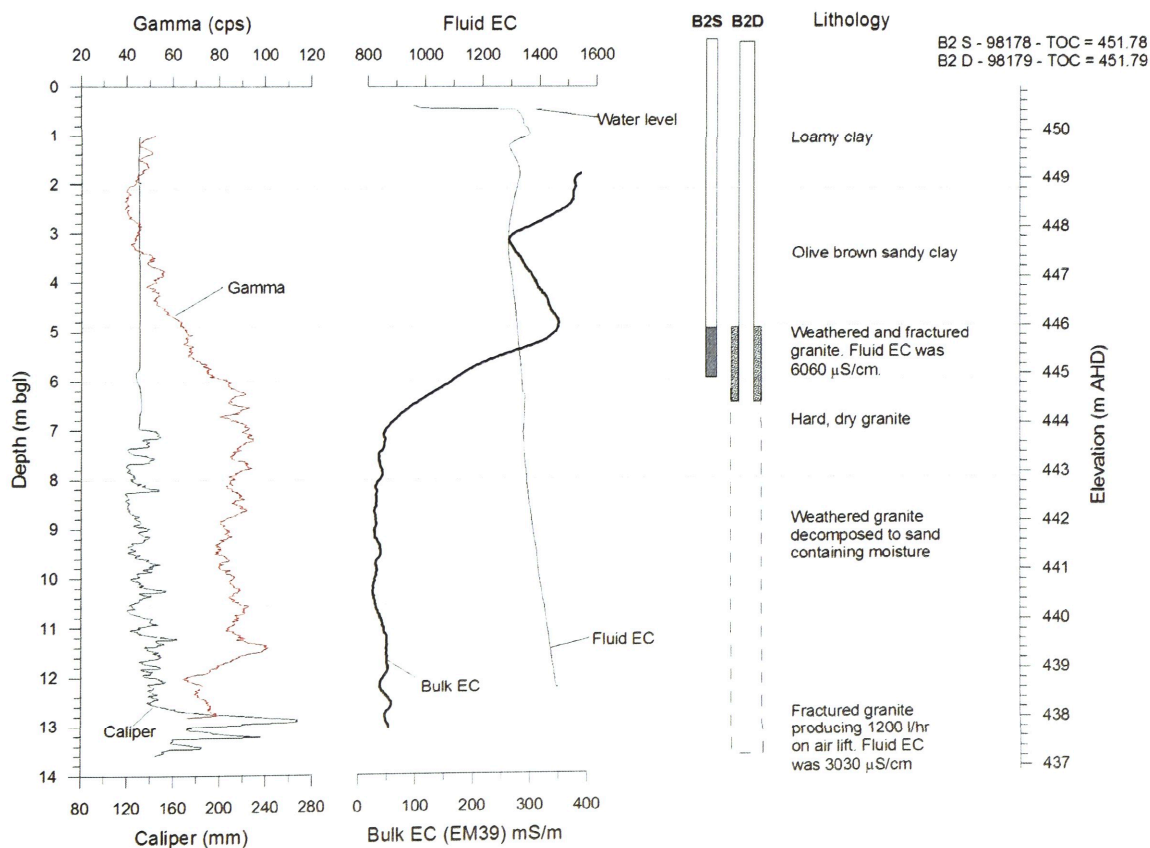 Gamma (cps)
0 20 40 60 80 100 120
Fluid EC
800 1000 1200 1400 1600
B2S B2D
Lithology
B2 S - 98178 - TOC = 451.78
B2 D - 98179 - TOC = 451.79
Depth (m bgl)
0
1
2
3
4
5
6
7
8
9
10
11
12
13
14
Gamma
Caliper
80 120 160 200 240 280
Caliper (mm)
Water level
Fluid EC
Bulk EC
0 100 200 300 400
Bulk EC (EM39) mS/m
Loamy clay
Olive brown sandy clay
Weathered and fractured
granite. Fluid EC was
6060 µS/cm.
Hard, dry granite
Weathered granite
decomposed to sand
containing moisture
Fractured granite
producing 1200 l/hr
on air lift. Fluid EC
was 3030 µS/cm
450
449
448
447
446
445
444
443
442
441
440
439
438
437
Elevation (m AHD)